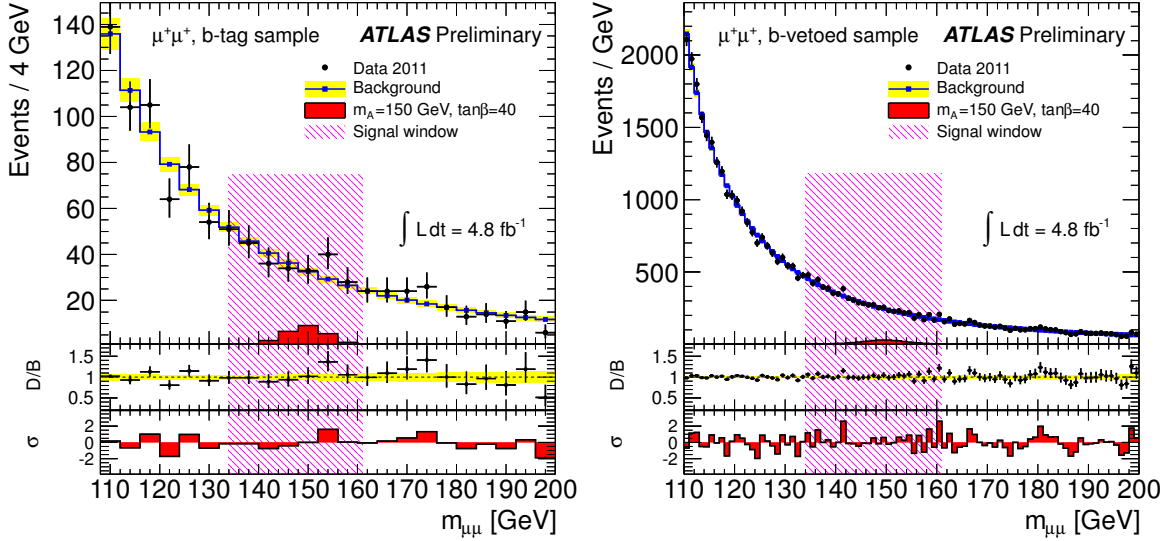 μ⁺μ⁺, b-tag sample ATLAS Preliminary
Data 2011
Background
m_A=150 GeV, tanβ=40
Signal window
∫ L dt = 4.8 fb⁻¹
Events / 4 GeV
140
120
100
80
60
40
20
D/B
1.5
1
0.5
σ
2
0
-2
110 120 130 140 150 160 170 180 190 200
m_μμ [GeV]
μ⁺μ⁺, b-vetoed sample ATLAS Preliminary
Data 2011
Background
m_A=150 GeV, tanβ=40
Signal window
∫ L dt = 4.8 fb⁻¹
Events / GeV
2000
1500
1000
500
D/B
1.5
1
0.5
σ
2
0
-2
110 120 130 140 150 160 170 180 190 200
m_μμ [GeV]